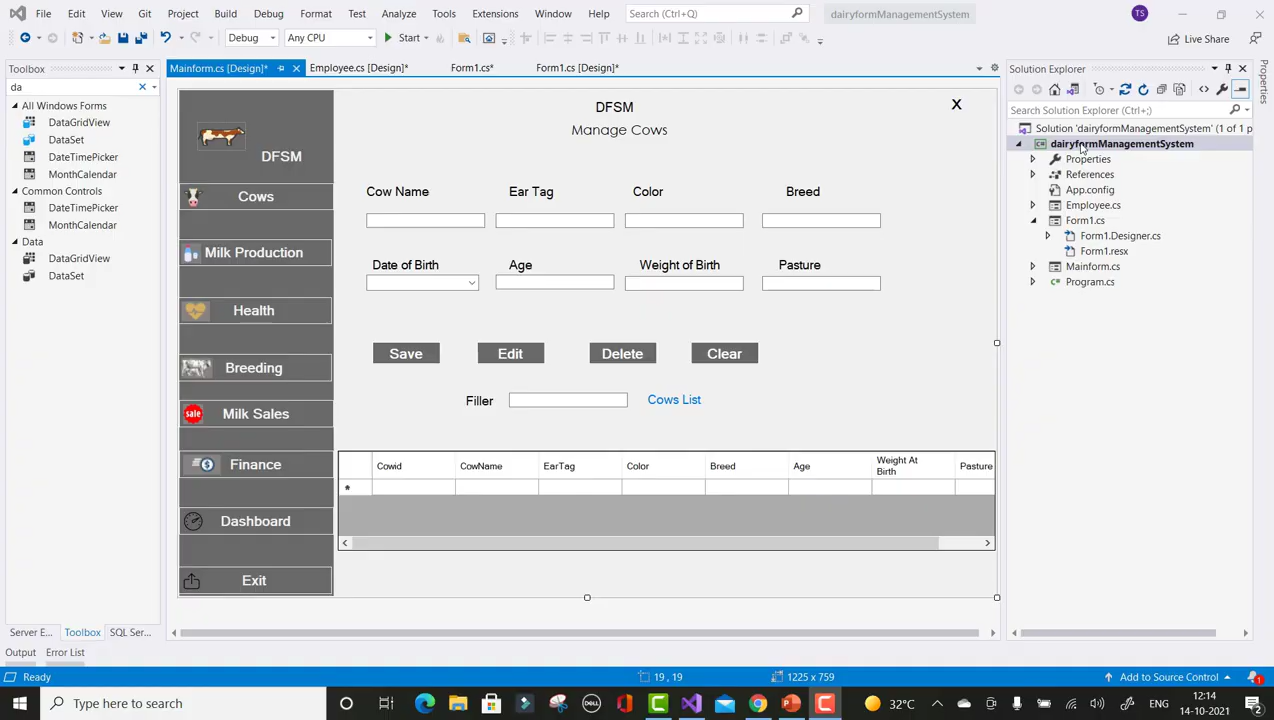 File Edit View Git Project Build Debug Format Test Analyze Tools Extensions Window Help Search (Ctrl+Q) dairyformManagementSystem TS
Debug Any CPU Start Live Share
Toolbox Mainform.cs [Design]* Employee.cs [Design]* Form1.cs* Form1.cs [Design]* Solution Explorer
da
All Windows Forms
DataGridView
DataSet
DateTimePicker
MonthCalendar
Common Controls
DateTimePicker
MonthCalendar
Data
DataGridView
DataSet
DFSM
Cows
Milk Production
Health
Breeding
Milk Sales
Finance
Dashboard
Exit
DFSM X
Manage Cows
Cow Name Ear Tag Color Breed
Date of Birth Age Weight of Birth Pasture
Save Edit Delete Clear
Filler Cows List
Cowid CowName EarTag Color Breed Age Weight At Birth Pasture
*
Search Solution Explorer (Ctrl+;)
Solution 'dairyformManagementSystem' (1 of 1 p
dairyformManagementSystem
Properties
References
App.config
Employee.cs
Form1.cs
Form1.Designer.cs
Form1.resx
Mainform.cs
Program.cs
Properties
Server E... Toolbox SQL Ser...
Output Error List
Ready 19 , 19 1225 x 759 Add to Source Control 1
Type here to search DELL 32°C ENG 12:14
14-10-2021 2